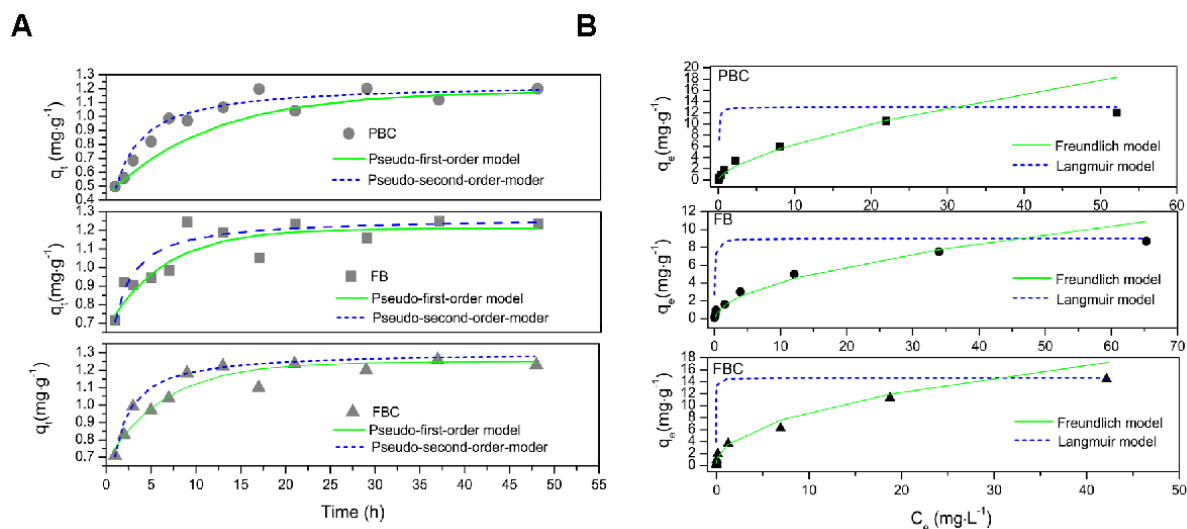 A
B
1.3
1.2
1.1
1.0
0.9
0.8
0.7
0.6
0.5
0.4
qt (mg·g-1)
PBC
Pseudo-first-order model
Pseudo-second-order-moder
1.3
1.2
1.1
1.0
0.9
0.8
0.7
qt(mg·g-1)
FB
Pseudo-first-order model
Pseudo-second-order-moder
1.3
1.2
1.1
1.0
0.9
0.8
0.7
qt(mg·g-1)
FBC
Pseudo-first-order model
Pseudo-second-order-moder
0 5 10 15 20 25 30 35 40 45 50 55
Time (h)
20
18
16
14
12
10
8
6
4
2
0
qe(mg·g-1)
PBC
Freundlich model
Langmuir model
0 10 20 30 40 50 60
12
10
8
6
4
2
0
qe(mg·g-1)
FB
Freundlich model
Langmuir model
0 10 20 30 40 50 60 70
18
16
14
12
10
8
6
4
2
0
qe(mg·g-1)
FBC
Freundlich model
Langmuir model
0 10 20 30 40 50
Ce (mg·L-1)